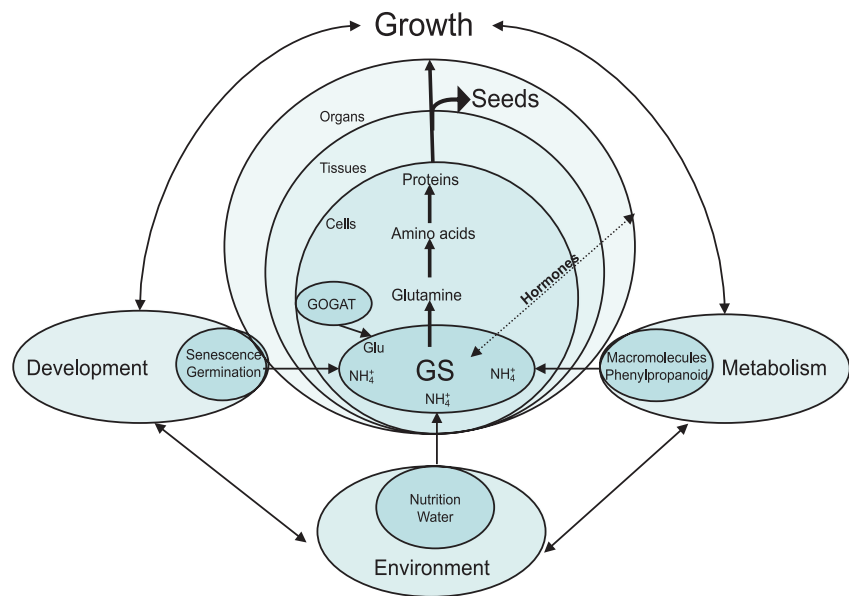 Growth
Seeds
Organs
Tissues
Proteins
Cells
Amino acids
Hormones
GOGAT
Glutamine
Glu
GS
NH₄⁺
NH₄⁺
NH₄⁺
Development
Senescence
Germination
Macromolecules
Phenylpropanoid
Metabolism
Nutrition
Water
Environment